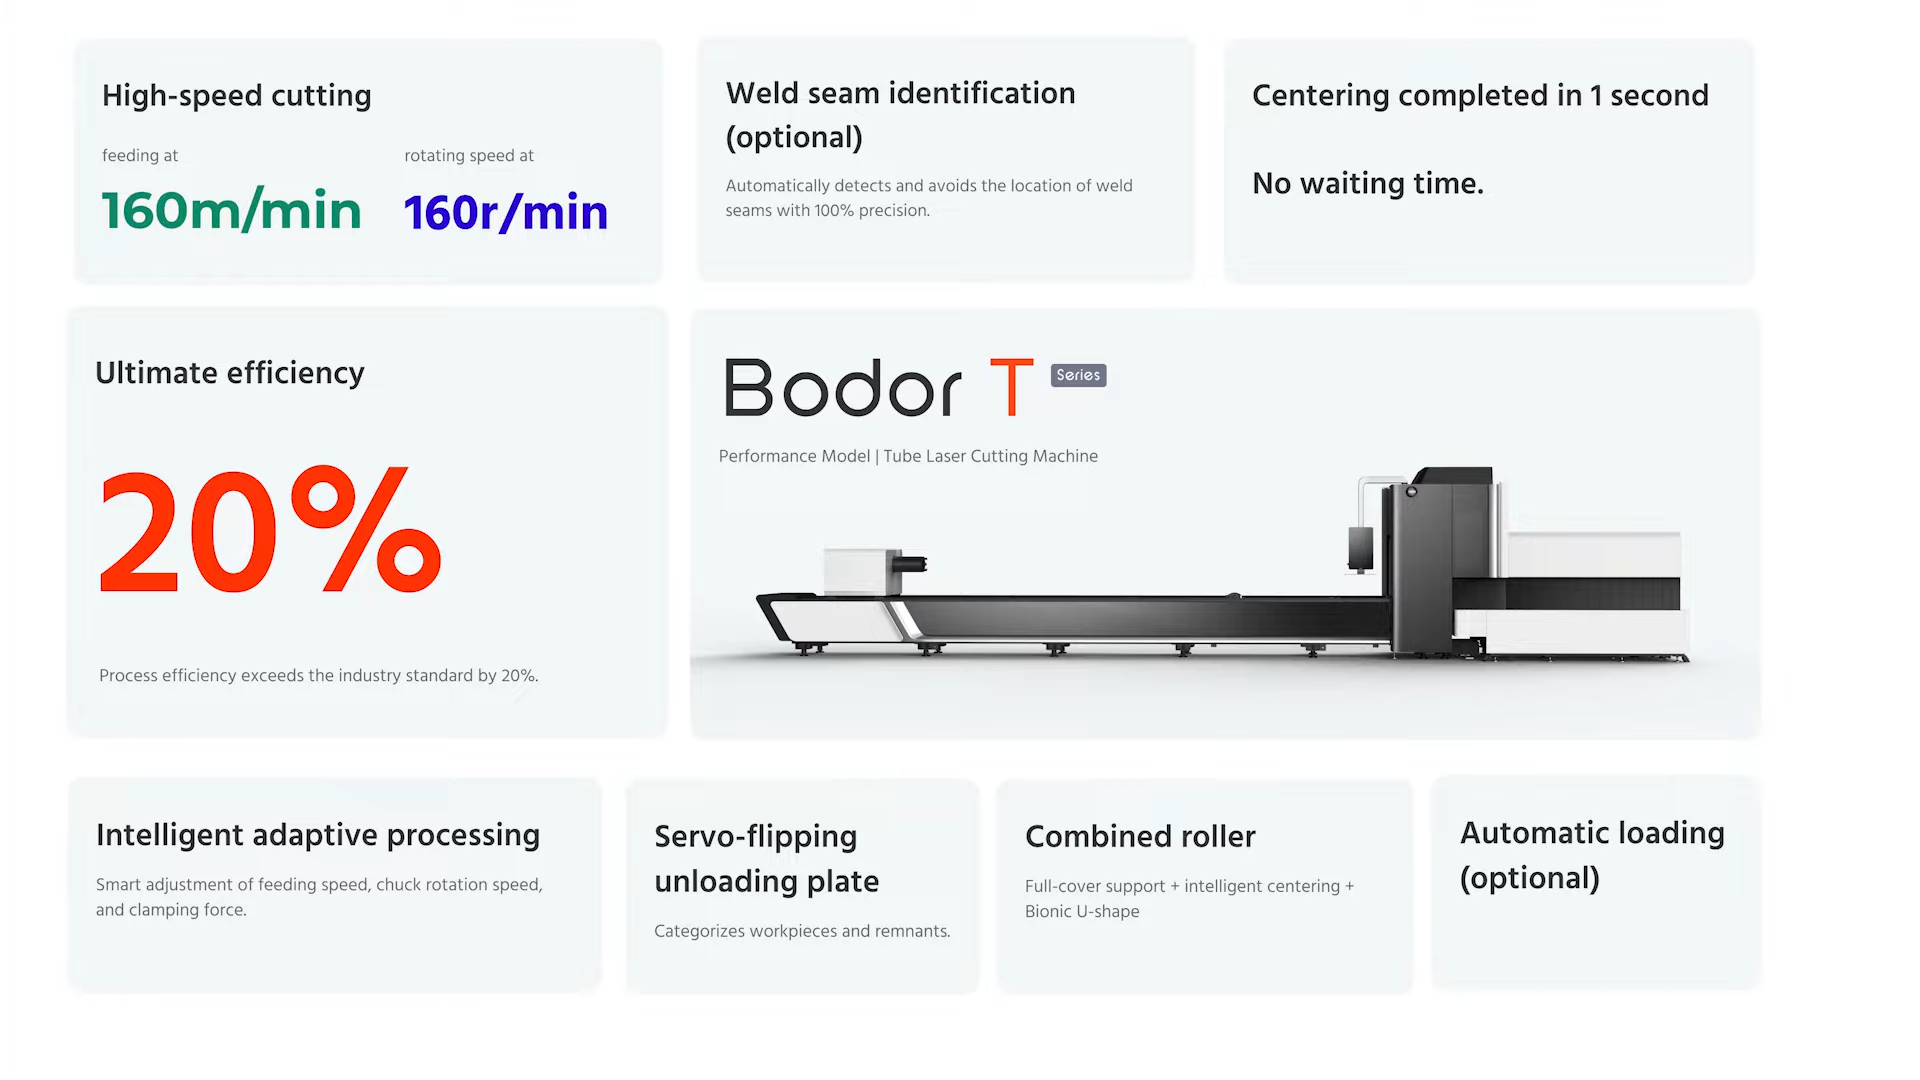 High-speed cutting
feeding at
160m/min
rotating speed at
160r/min
Weld seam identification
(optional)
Automatically detects and avoids the location of weld
seams with 100% precision.
Centering completed in 1 second
No waiting time.
Ultimate efficiency
20%
Process efficiency exceeds the industry standard by 20%.
Bodor T Series
Performance Model | Tube Laser Cutting Machine
Intelligent adaptive processing
Smart adjustment of feeding speed, chuck rotation speed,
and clamping force.
Servo-flipping
unloading plate
Categorizes workpieces and remnants.
Combined roller
Full-cover support + intelligent centering +
Bionic U-shape
Automatic loading
(optional)